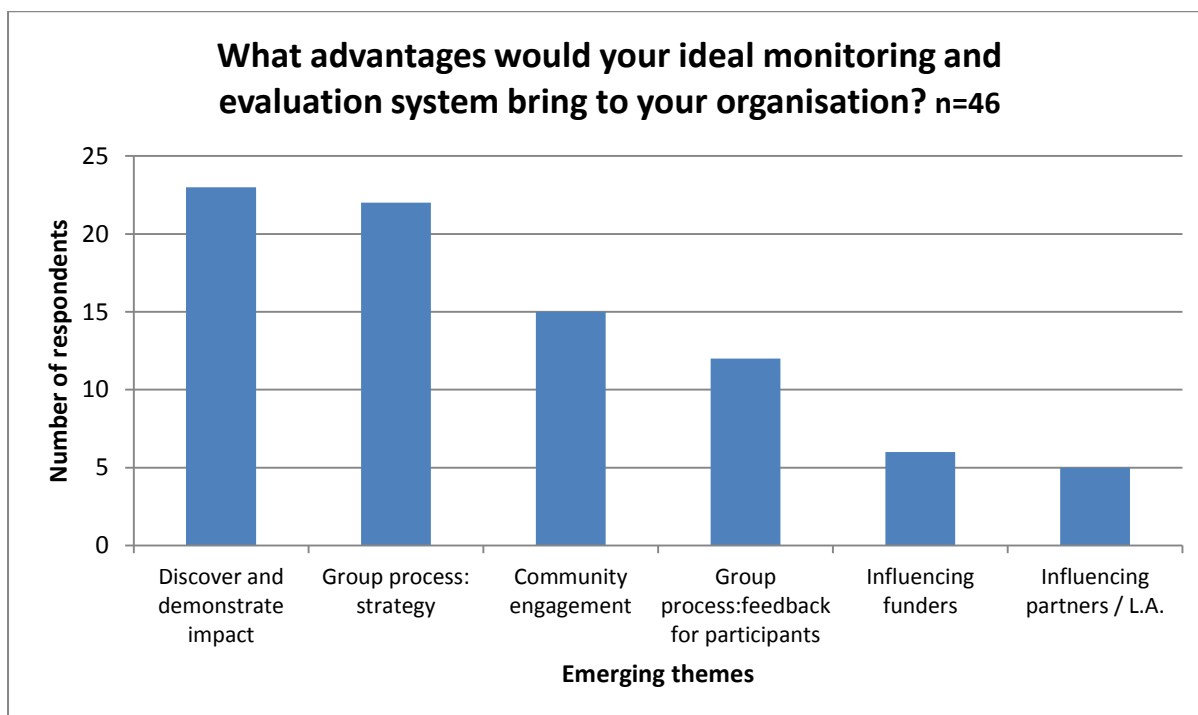 What advantages would your ideal monitoring and
evaluation system bring to your organisation? n=46
25
20
15
10
5
0
Number of respondents
Discover and
demonstrate
impact
Group process:
strategy
Community
engagement
Group
process:feedback
for participants
Influencing
funders
Influencing
partners / L.A.
Emerging themes